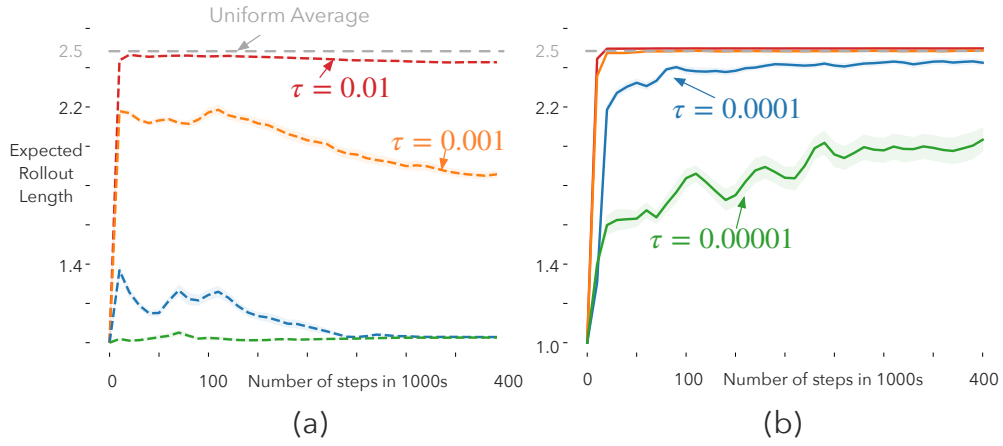 Uniform Average
2.5
2.2
Expected
Rollout
Length
1.4
τ = 0.01
τ = 0.001
0
100
Number of steps in 1000s
400
(a)
2.5
2.2
1.4
1.0
τ = 0.0001
τ = 0.00001
0
100
Number of steps in 1000s
400
(b)